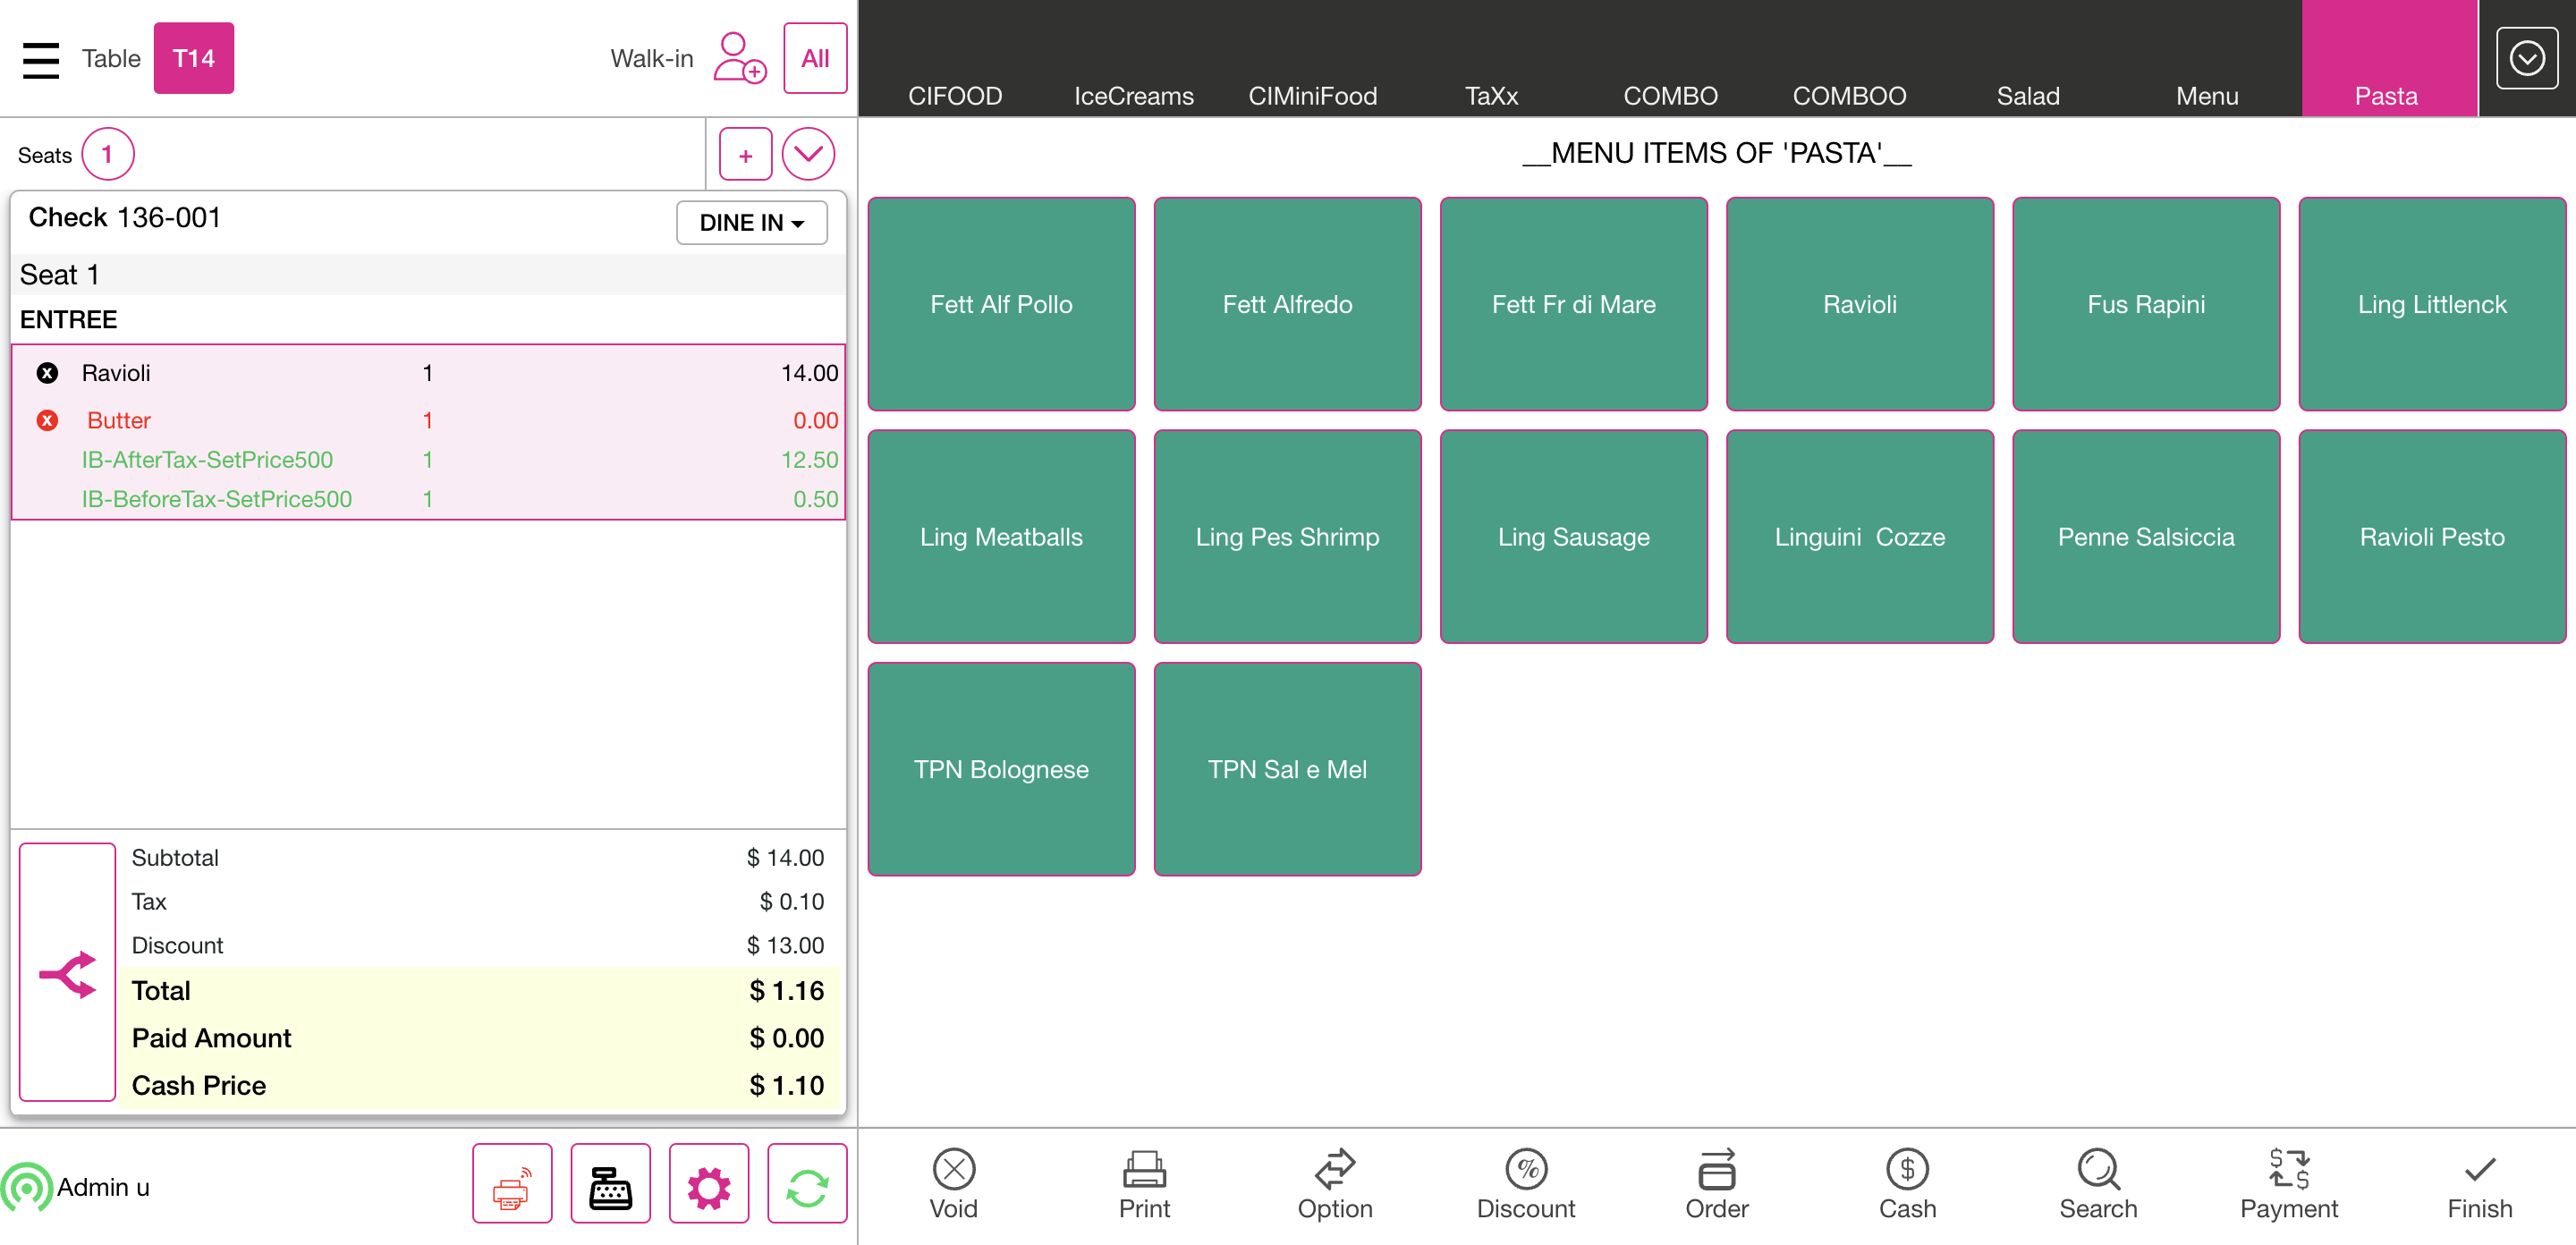 Table T14 Walk-in All
Seats 1 +
Check 136-001 DINE IN
Seat 1
ENTREE
Ravioli 1 14.00
Butter 1 0.00
IB-AfterTax-SetPrice500 1 12.50
IB-BeforeTax-SetPrice500 1 0.50
Subtotal $ 14.00
Tax $ 0.10
Discount $ 13.00
Total $ 1.16
Paid Amount $ 0.00
Cash Price $ 1.10
Admin u
CIFOOD IceCreams CIMiniFood TaXx COMBO COMBOO Salad Menu Pasta
__MENU ITEMS OF 'PASTA'__
Fett Alf Pollo Fett Alfredo Fett Fr di Mare Ravioli Fus Rapini Ling Littlenck
Ling Meatballs Ling Pes Shrimp Ling Sausage Linguini  Cozze Penne Salsiccia Ravioli Pesto
TPN Bolognese TPN Sal e Mel
Void Print Option Discount Order Cash Search Payment Finish